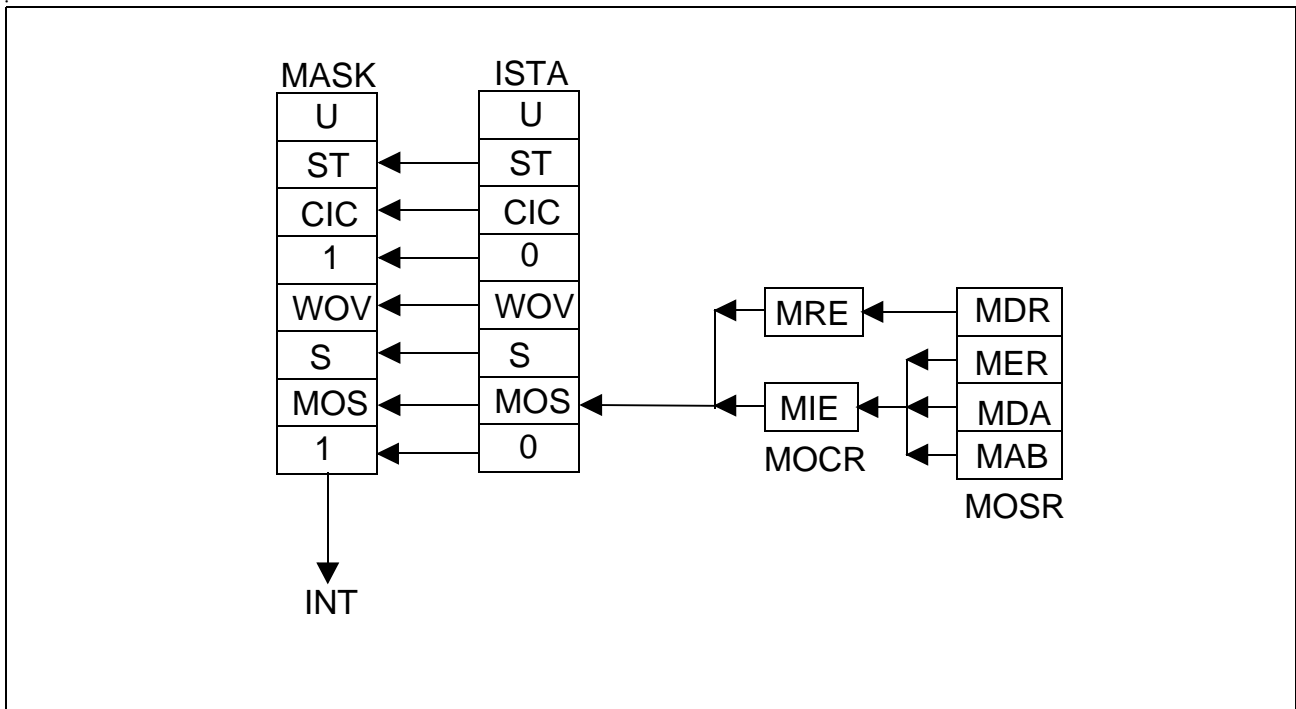 MASK ISTA
U U
ST ST
CIC CIC
1 0
WOV WOV MRE MDR
S S MER
MOS MOS MIE MDA
1 0 MOCR MAB
MOSR
INT